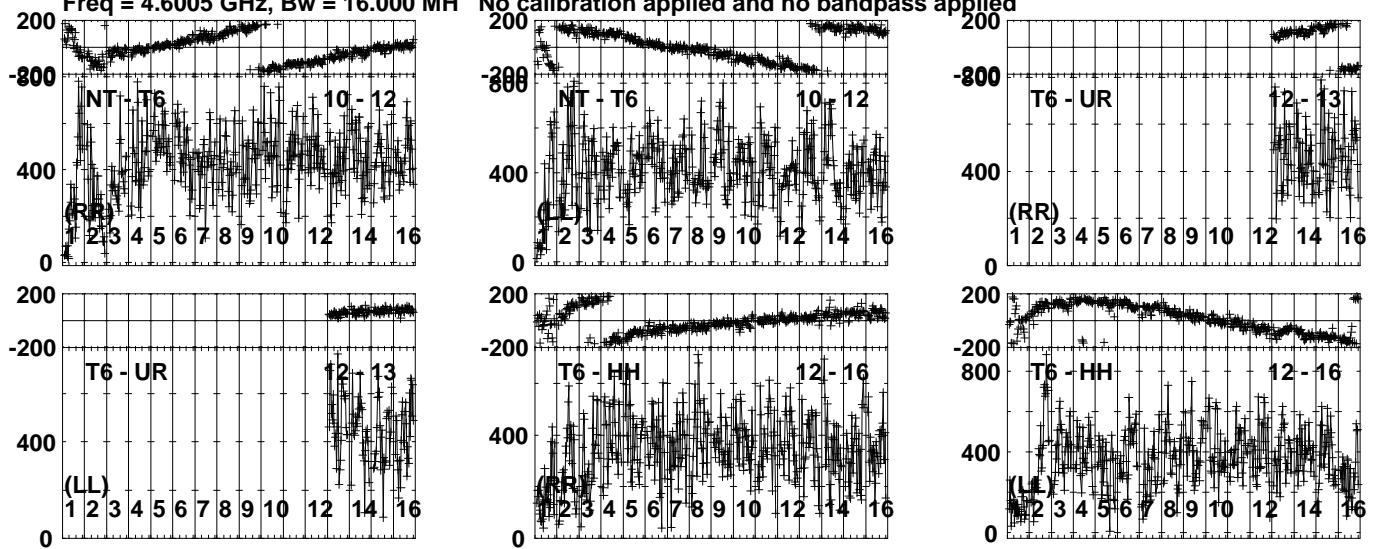 Freq = 4.6005 GHz, Bw = 16.000 MH No calibration applied and no bandpass applied
200 200 200
-200 -200 -200
800 800 800
NT - T6 10 - 12 NT - T6 10 - 12 T6 - UR 12 - 13
400 400 400
(RR) (LL) (RR)
1 2 3 4 5 6 7 8 9 10 12 14 16 1 2 3 4 5 6 7 8 9 10 12 14 16 1 2 3 4 5 6 7 8 9 10 12 14 16
0 0 0
200 200 200
-200 -200 -200
T6 - UR 12 - 13 T6 - HH 12 - 16 T6 - HH 12 - 16
800
400 400 400
(LL) (RR) (LL)
1 2 3 4 5 6 7 8 9 10 12 14 16 1 2 3 4 5 6 7 8 9 10 12 14 16 1 2 3 4 5 6 7 8 9 10 12 14 16
0 0 0